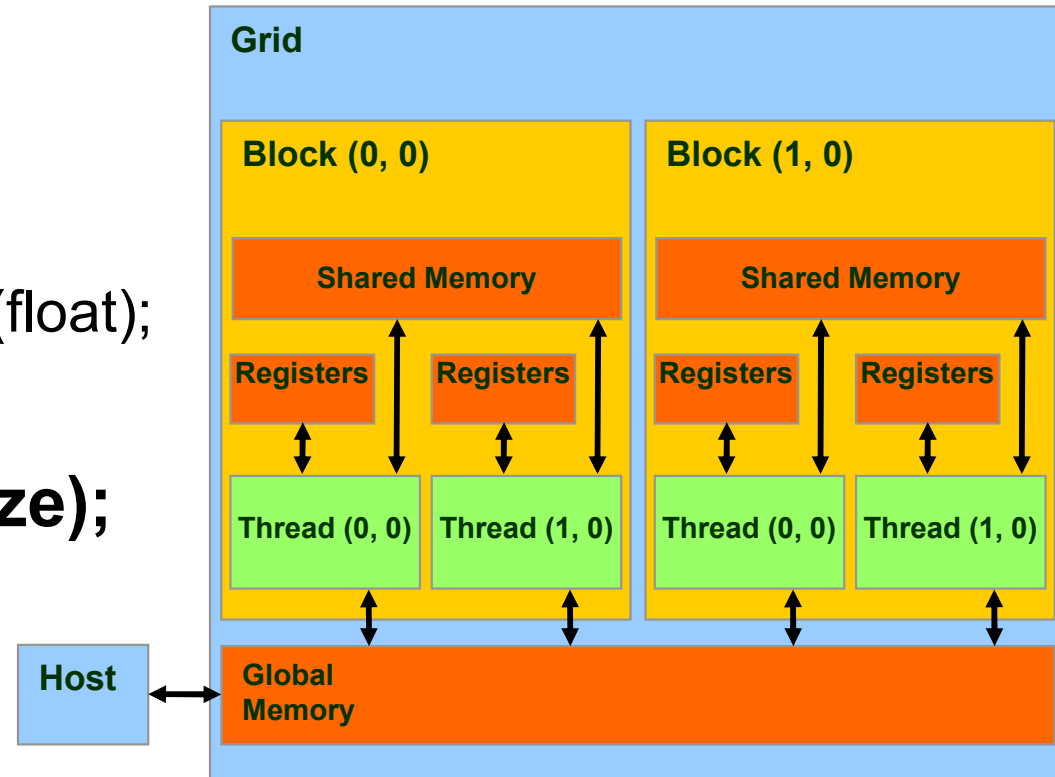 Grid
Block (0, 0)
Block (1, 0)
Shared Memory
Shared Memory
(float);
Registers
Registers
Registers
Registers
ze);
Thread (0, 0)
Thread (1, 0)
Thread (0, 0)
Thread (1, 0)
Host
Global
Memory